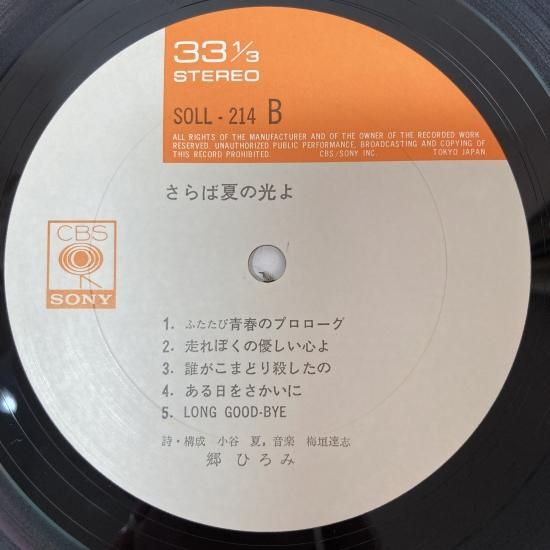 33 1/3
STEREO
SOLL - 214 B
ALL RIGHTS OF THE MANUFACTURER AND OF THE OWNER OF THE RECORDED WORK
RESERVED. UNAUTHORIZED PUBLIC PERFORMANCE, BROADCASTING AND COPYING OF
THIS RECORD PROHIBITED. CBS/SONY INC. TOKYO JAPAN.
さらば夏の光よ
CBS
SONY
1. ふたたび青春のプロローグ
2. 走れぼくの優しい心よ
3. 誰がこまどり殺したの
4. ある日をさかいに
5. LONG GOOD-BYE
詩・構成 小谷 夏, 音楽 梅垣達志
郷 ひろみ